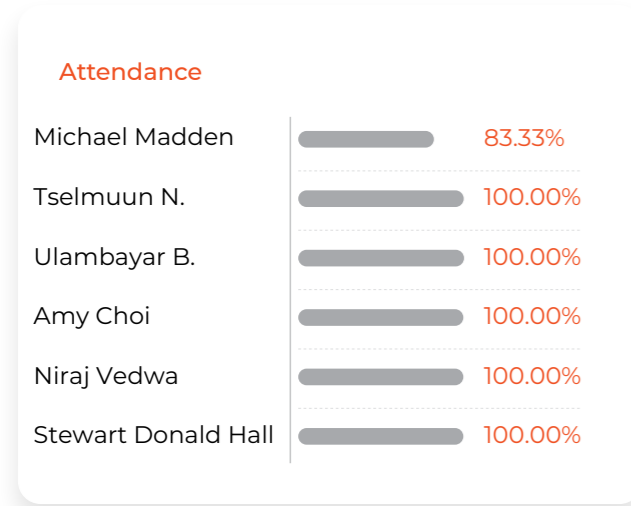 Attendance
Michael Madden 83.33%
Tselmuun N. 100.00%
Ulambayar B. 100.00%
Amy Choi 100.00%
Niraj Vedwa 100.00%
Stewart Donald Hall 100.00%